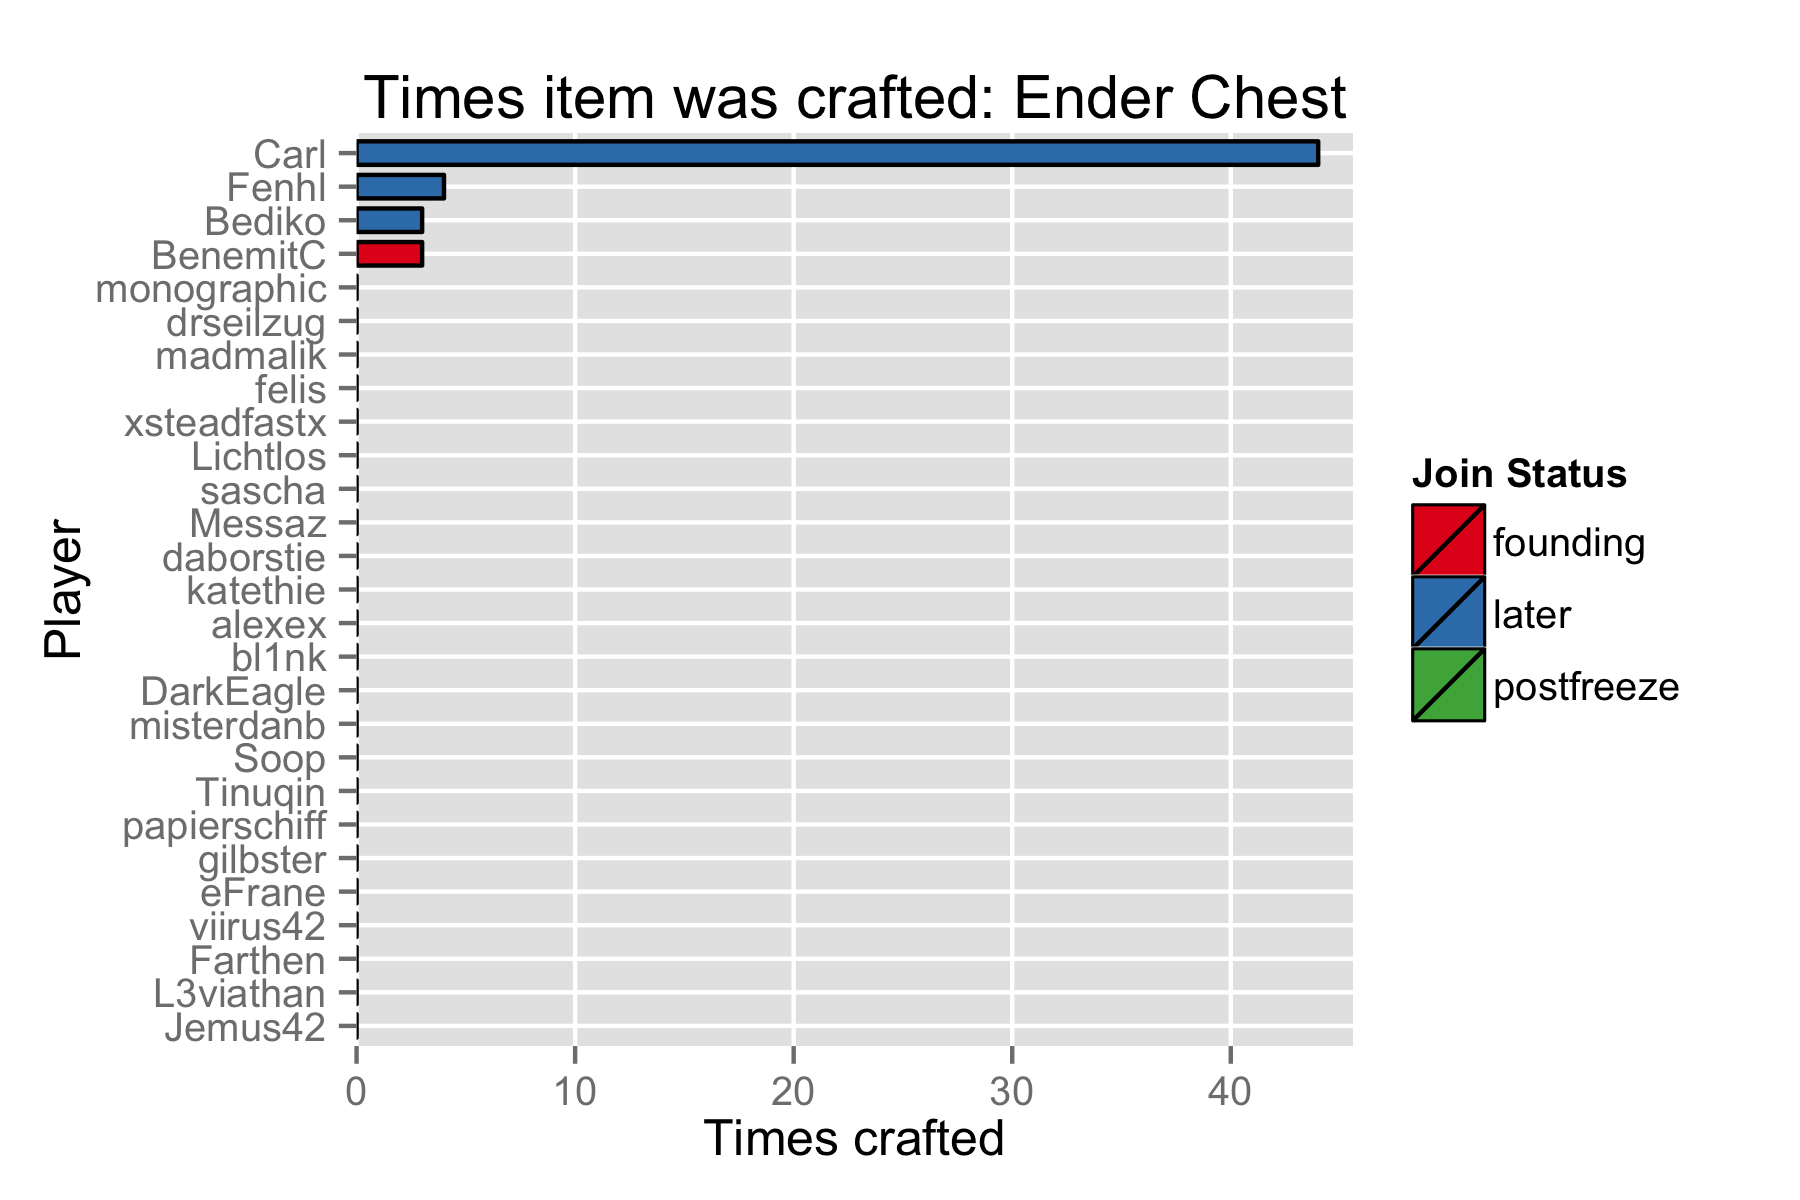 Times item was crafted: Ender Chest
Carl
Fenhl
Bediko
BenemitC
monographic
drseilzug
madmalik
felis
xsteadfastx
Lichtlos
sascha
Messaz
daborstie
katethie
alexex
bl1nk
DarkEagle
misterdanb
Soop
Tinuqin
papierschiff
gilbster
eFrane
viirus42
Farthen
L3viathan
Jemus42
Player
0 10 20 30 40
Times crafted
Join Status
founding
later
postfreeze